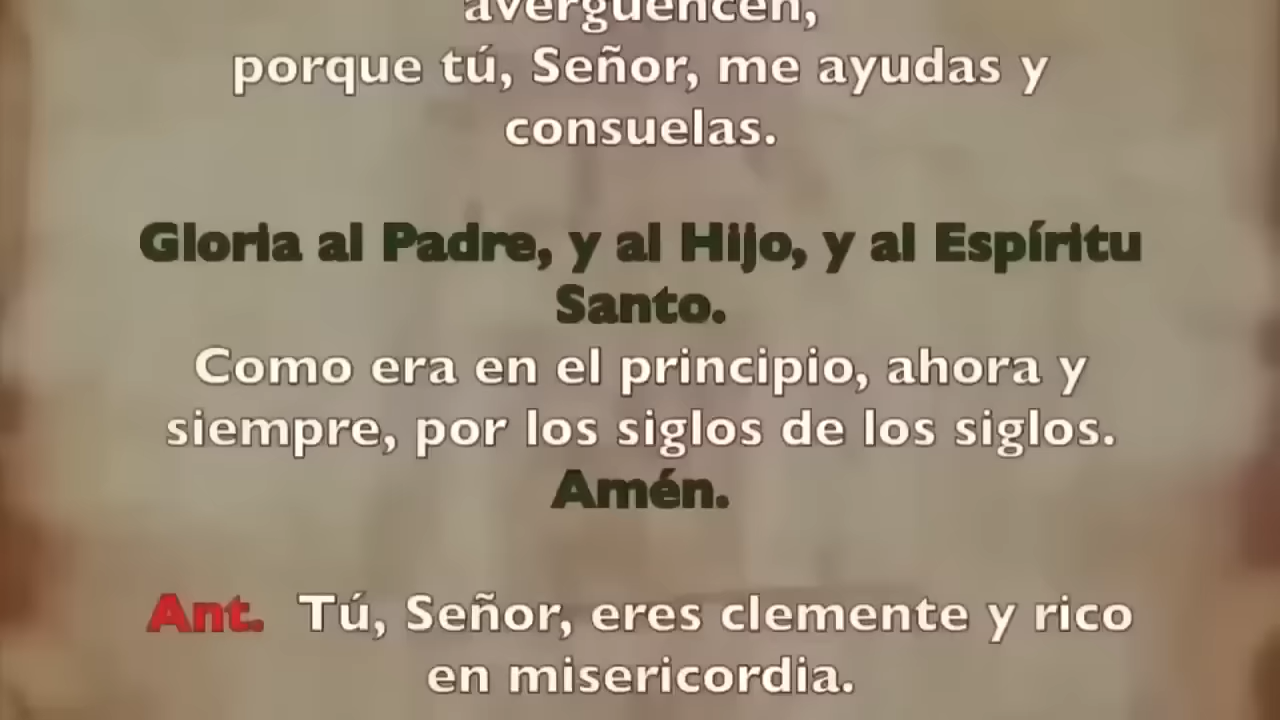 avergüencen,
porque tú, Señor, me ayudas y
consuelas.
Gloria al Padre, y al Hijo, y al Espíritu
Santo.
Como era en el principio, ahora y
siempre, por los siglos de los siglos.
Amén.
Ant. Tú, Señor, eres clemente y rico
en misericordia.